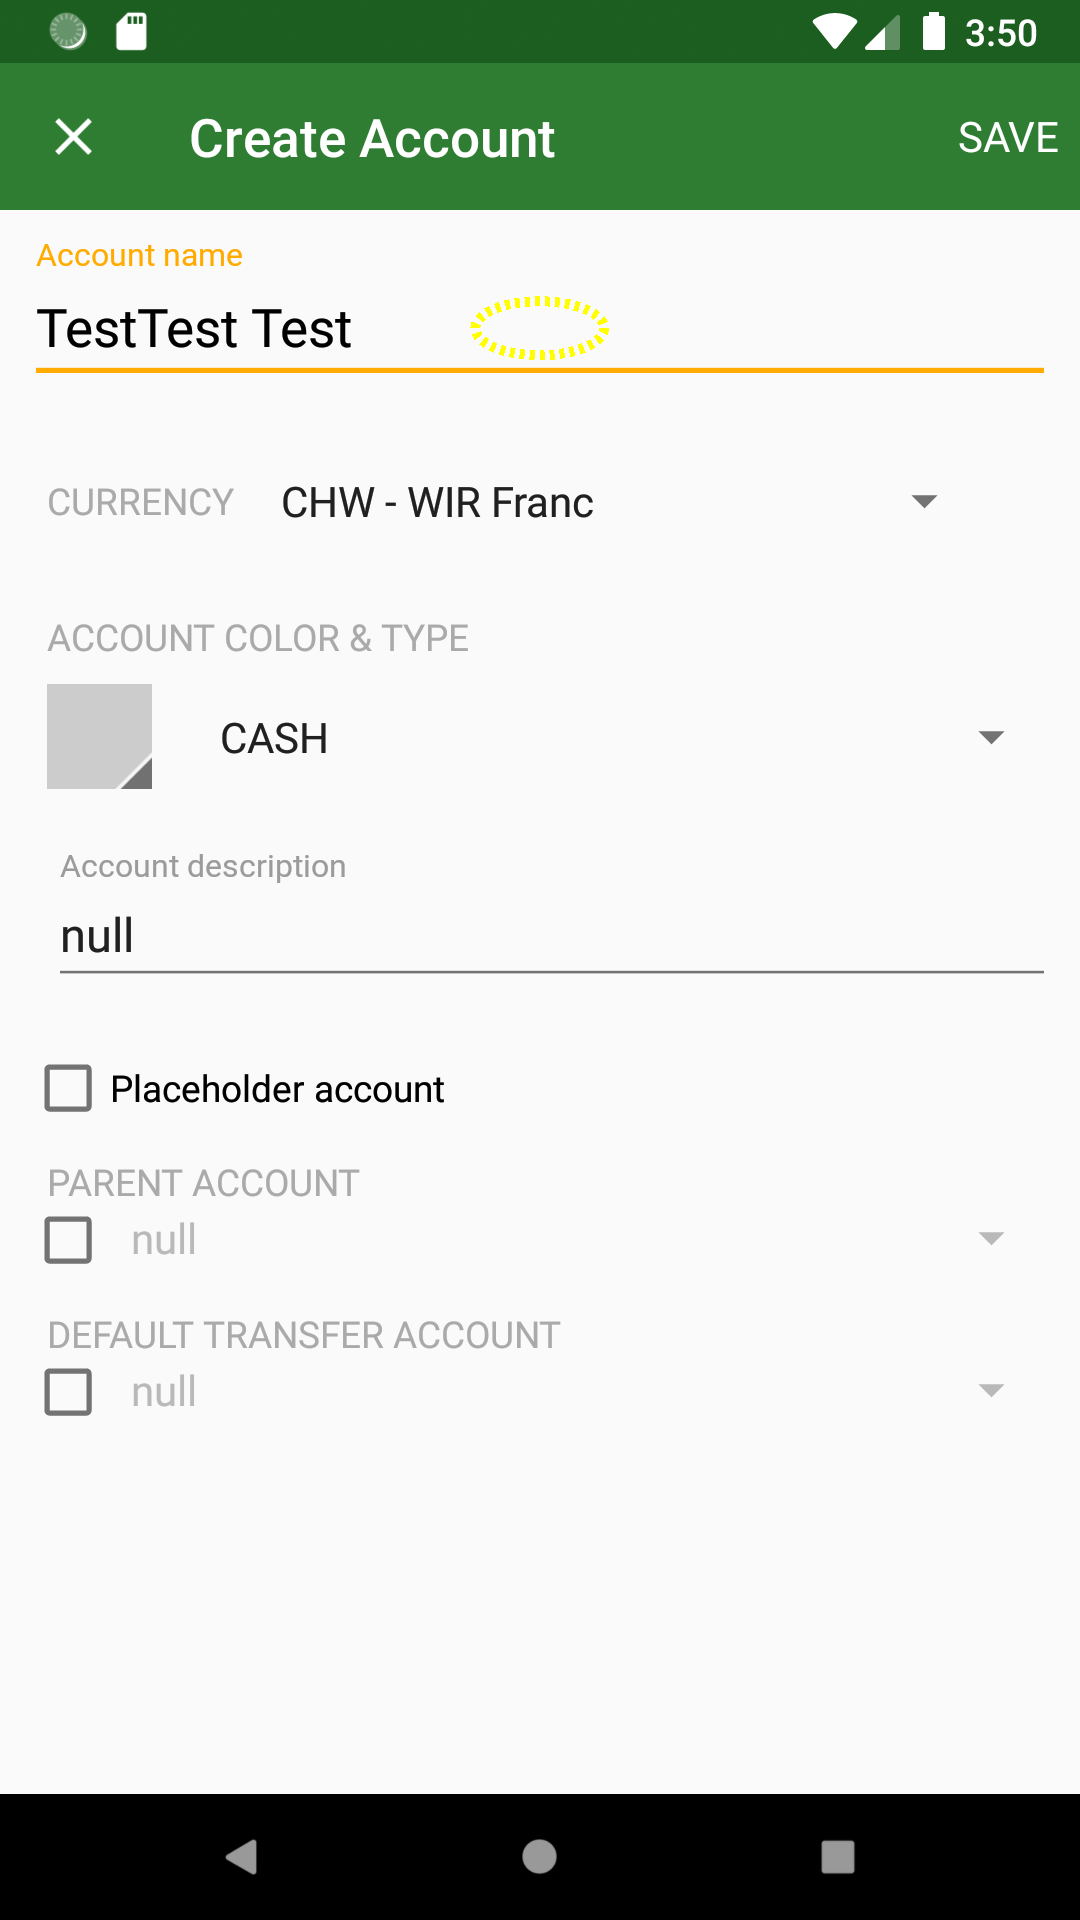 3:50
Create Account
SAVE
Account name
TestTest Test
CURRENCY CHW - WIR Franc
ACCOUNT COLOR & TYPE
CASH
Account description
null
Placeholder account
PARENT ACCOUNT
null
DEFAULT TRANSFER ACCOUNT
null